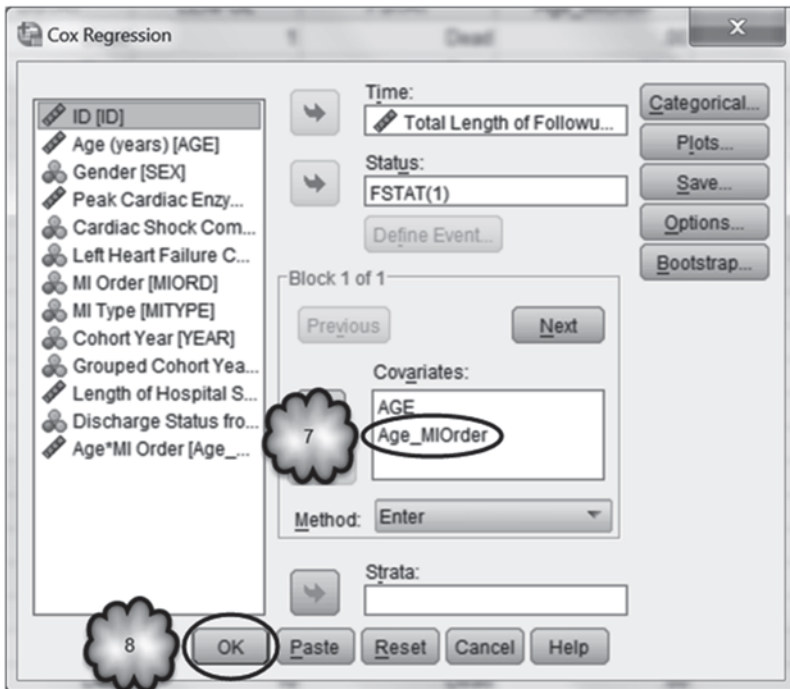 Cox Regression
X
ID [ID]
Age (years) [AGE]
Gender [SEX]
Peak Cardiac Enzy...
Cardiac Shock Com...
Left Heart Failure C...
MI Order [MIORD]
MI Type [MITYPE]
Cohort Year [YEAR]
Grouped Cohort Yea...
Length of Hospital S...
Discharge Status fro...
Age*MI Order [Age_...
Time:
Total Length of Followu...
Status:
FSTAT(1)
Define Event...
Block 1 of 1
Previous
Next
Covariates:
AGE
Age_MIOrder
7
Method:
Enter
Strata:
Categorical...
Plots...
Save...
Options...
Bootstrap...
8
OK
Paste
Reset
Cancel
Help